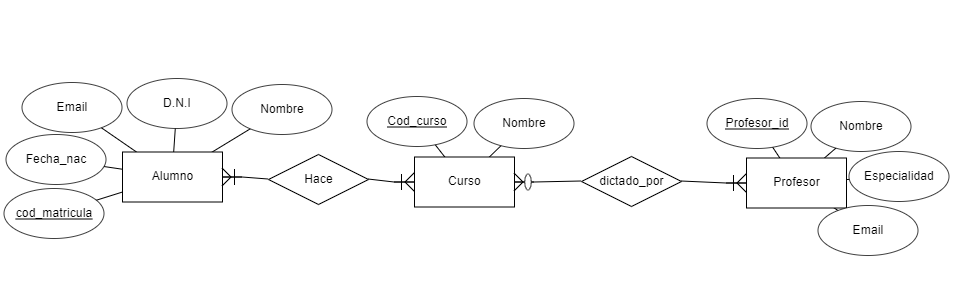 Email
D.N.I
Nombre
Fecha_nac
cod_matricula
Alumno
Hace
Cod_curso
Nombre
Curso
dictado_por
Profesor_id
Nombre
Especialidad
Profesor
Email